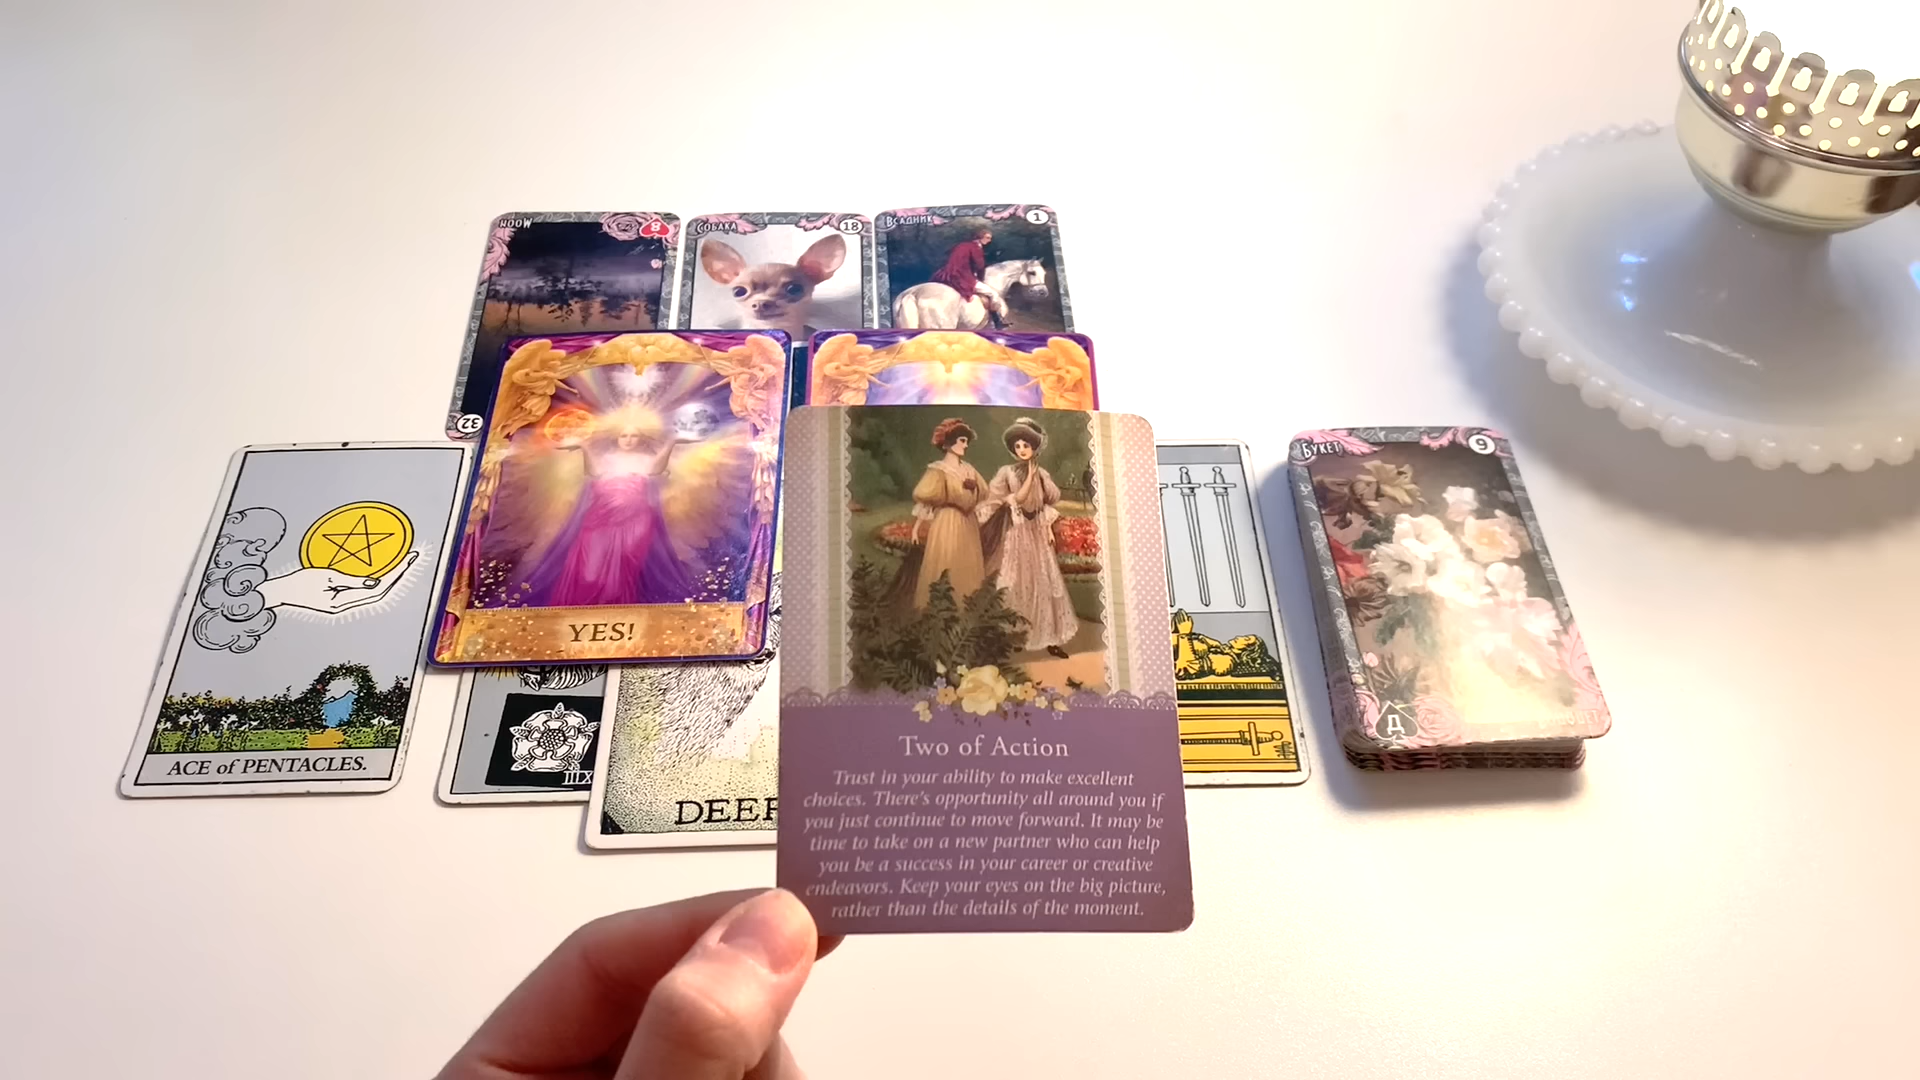 MOON
8
СОБАКА
18
ВСАДНИК
1
32
БУКЕТ
9
YES!
ACE of PENTACLES.
XIII
DEEP
Д
Two of Action
Trust in your ability to make excellent
choices. There's opportunity all around you if
you just continue to move forward. It may be
time to take on a new partner who can help
you be a success in your career or creative
endeavors. Keep your eyes on the big picture,
rather than the details of the moment.